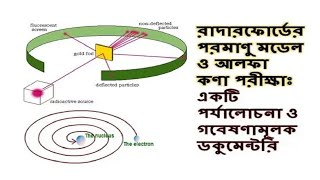 fluorescent
screen
non-deflected
particles
gold foil
deflected particles
radioactive source
The nucleus
The electron
রাদারফোর্ডের
পরমাণু মডেল
ও আলফা
কণা পরীক্ষাঃ
একটি
পর্যালোচনা ও
গবেষণামূলক
ডকুমেন্টরি